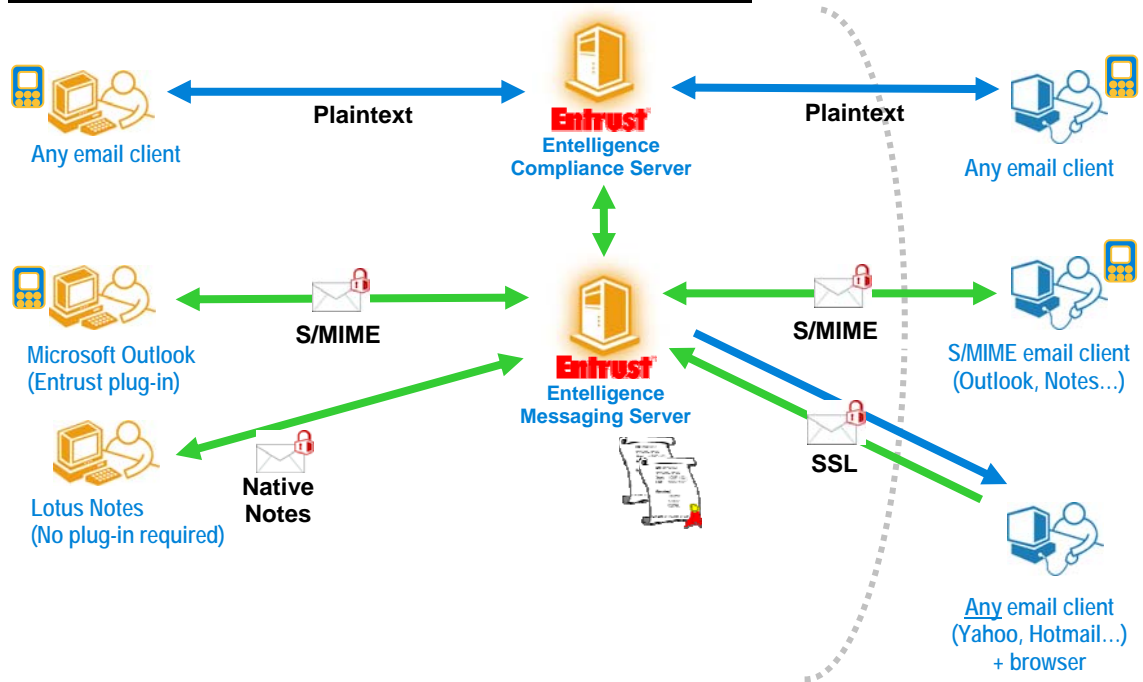 Plaintext
Plaintext
Any email client
Entrust®
Entelligence
Compliance Server
Any email client
S/MIME
S/MIME
Microsoft Outlook
(Entrust plug-in)
Entrust®
Entelligence
Messaging Server
S/MIME email client
(Outlook, Notes…)
SSL
Native
Notes
Lotus Notes
(No plug-in required)
Any email client
(Yahoo, Hotmail…)
+ browser